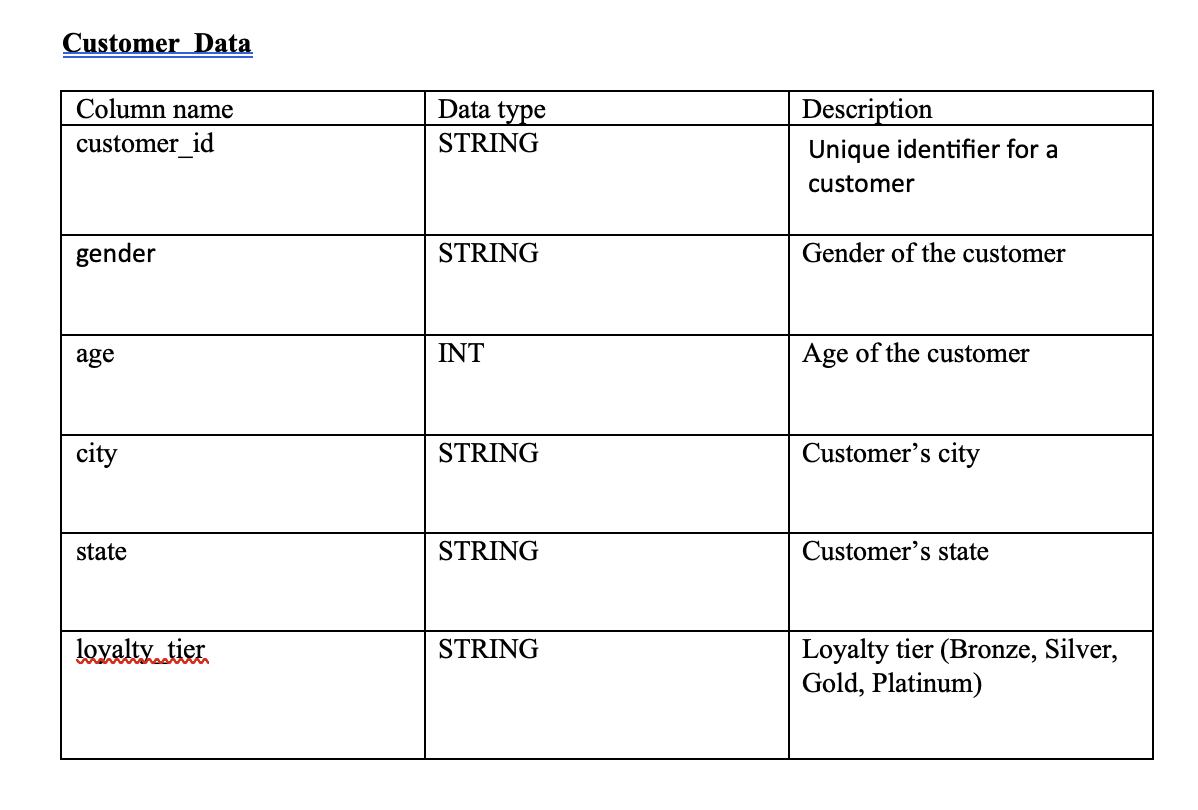 Customer Data
Column name Data type Description
customer_id STRING Unique identifier for a
customer
gender STRING Gender of the customer
age INT Age of the customer
city STRING Customer’s city
state STRING Customer’s state
loyalty_tier STRING Loyalty tier (Bronze, Silver,
Gold, Platinum)